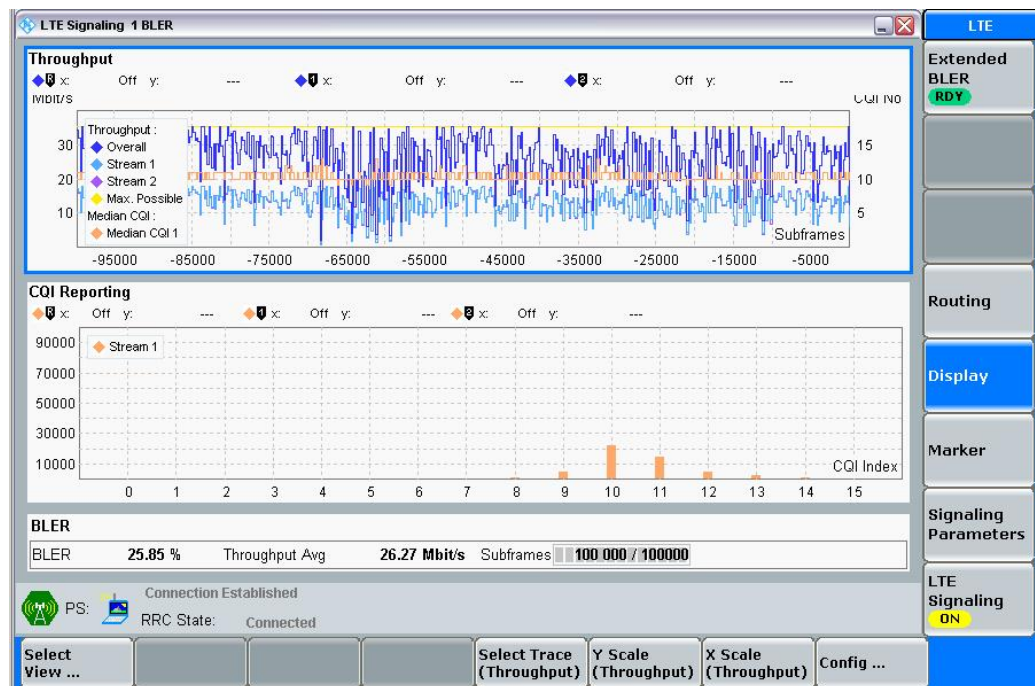 LTE Signaling 1 BLER
LTE
Throughput
R x: Off y: --- 1 x: Off y: --- 2 x: Off y: ---
Mbit/s CQI No
Throughput :
Overall
Stream 1
Stream 2
Max. Possible
Median CQI :
Median CQI 1
30
20
10
15
10
5
Subframes
-95000 -85000 -75000 -65000 -55000 -45000 -35000 -25000 -15000 -5000
CQI Reporting
R x: Off y: --- 1 x: Off y: --- 2 x: Off y: ---
Stream 1
90000
70000
50000
30000
10000
CQI Index
0 1 2 3 4 5 6 7 8 9 10 11 12 13 14 15
BLER
BLER 25.85 % Throughput Avg 26.27 Mbit/s Subframes 100 000 / 100000
PS: Connection Established
RRC State: Connected
Extended
BLER
RDY
Routing
Display
Marker
Signaling
Parameters
LTE
Signaling
ON
Select
View ...
Select Trace
(Throughput)
Y Scale
(Throughput)
X Scale
(Throughput)
Config ...